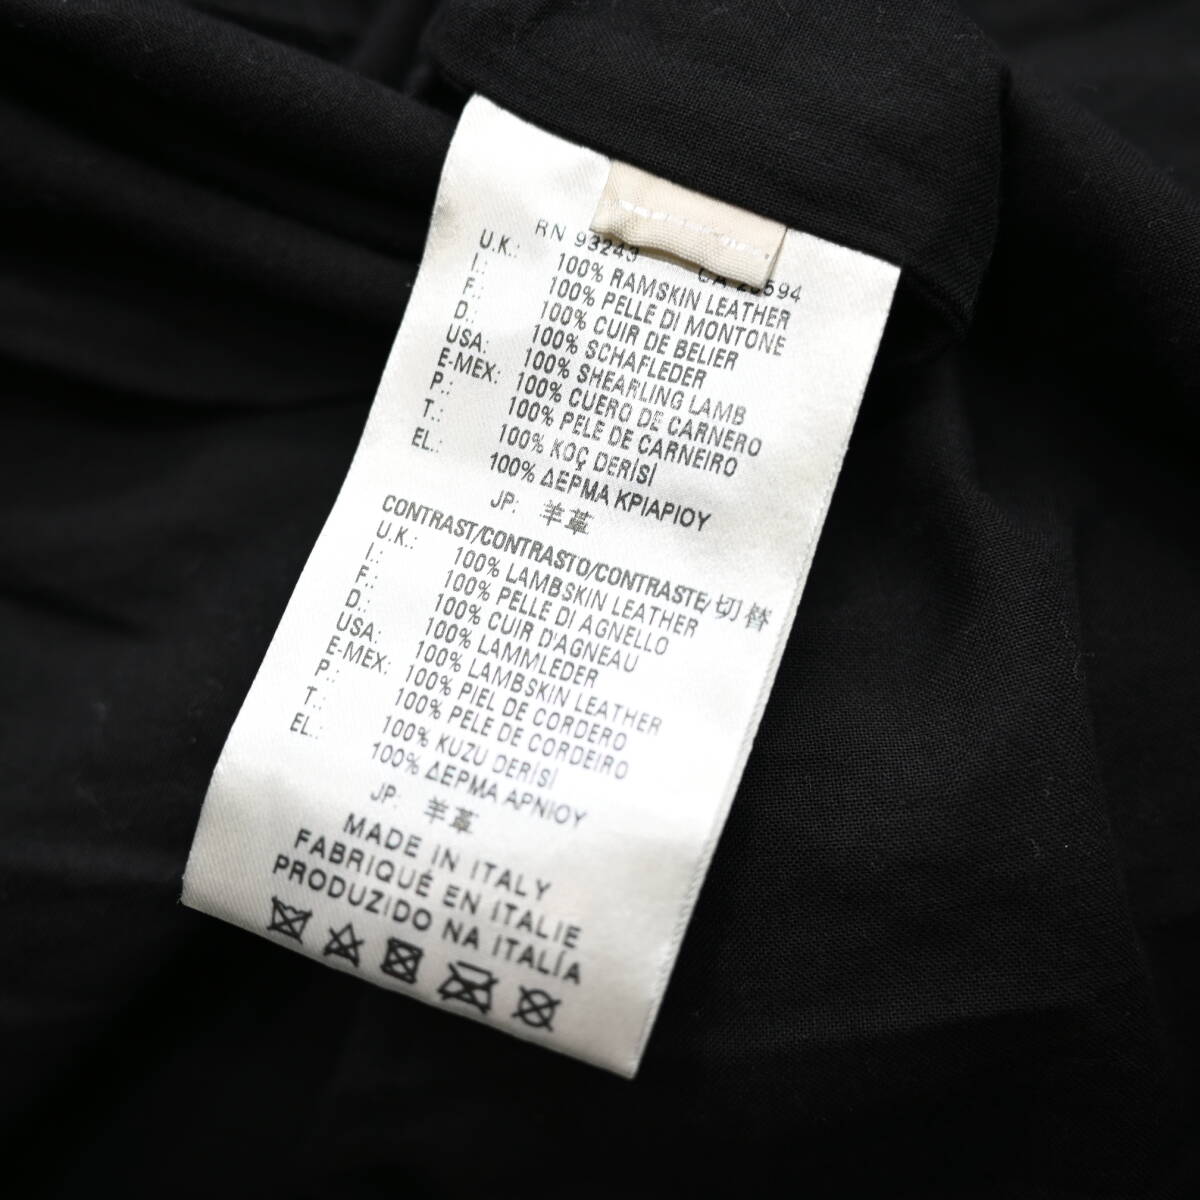 RN 93243 CA
U.K.: 100% RAMSKIN LEATHER
I.: 100% PELLE DI MONTONE
F.: 100% CUIR DE BELIER
D.: 100% SCHAFLEDER
USA: 100% SHEARLING LAMB
E-MEX: 100% CUERO DE CARNERO
P.: 100% PELE DE CARNEIRO
T.: 100% KOÇ DERİSİ
EL.: 100% ΔΕΡΜΑ ΚΡΙΑΡΙΟΥ
JP: 羊革
CONTRAST/CONTRASTO/CONTRASTE/切替
U.K.: 100% LAMBSKIN LEATHER
I.: 100% PELLE DI AGNELLO
F.: 100% CUIR D'AGNEAU
D.: 100% LAMMLEDER
USA: 100% LAMBSKIN LEATHER
E-MEX: 100% PIEL DE CORDERO
P.: 100% PELE DE CORDEIRO
T.: 100% KUZU DERİSİ
EL.: 100% ΔΕΡΜΑ ΑΡΝΙΟΥ
JP: 羊革
MADE IN ITALY
FABRIQUÉ EN ITALIE
PRODUZIDO NA ITALÍA